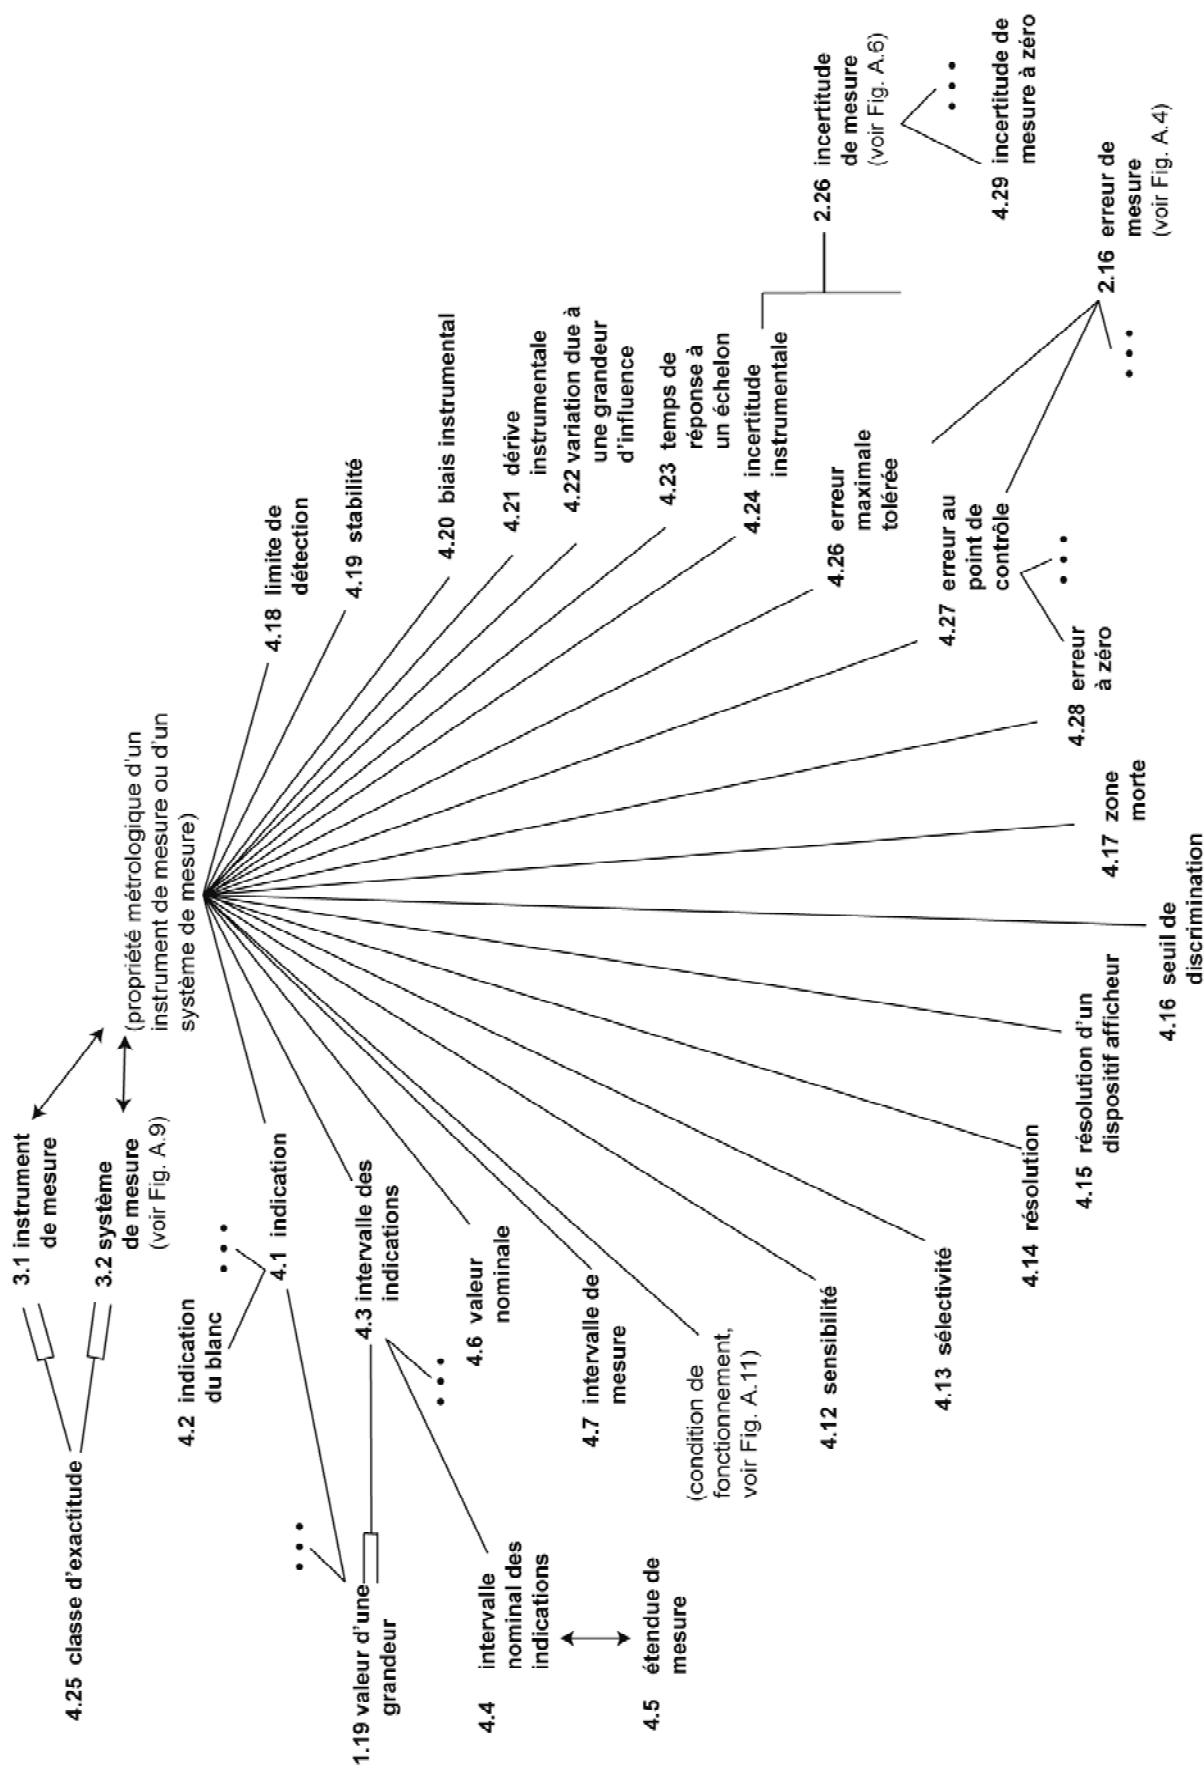 4.25 classe d'exactitude
3.1 instrument
de mesure
3.2 système
de mesure
(voir Fig. A.9)
(propriété métrologique d'un
instrument de mesure ou d'un
système de mesure)
4.2 indication
du blanc
• • •
4.1 indication
• • •
1.19 valeur d'une
grandeur
4.3 intervalle des
indications
• • •
4.4 intervalle
nominal des
indications
4.5 étendue de
mesure
4.6 valeur
nominale
4.7 intervalle de
mesure
(condition de
fonctionnement,
voir Fig. A.11)
4.12 sensibilité
4.13 sélectivité
4.14 résolution
4.15 résolution d'un
dispositif afficheur
4.16 seuil de
discrimination
4.17 zone
morte
4.28 erreur
à zéro
• • •
4.27 erreur au
point de
contrôle
4.26 erreur
maximale
tolérée
2.16 erreur de
mesure
(voir Fig. A.4)
• • •
4.24 incertitude
instrumentale
2.26 incertitude
de mesure
(voir Fig. A.6)
• • •
4.29 incertitude de
mesure à zéro
4.23 temps de
réponse à
un échelon
4.22 variation due à
une grandeur
d'influence
4.21 dérive
instrumentale
4.20 biais instrumental
4.19 stabilité
4.18 limite de
détection